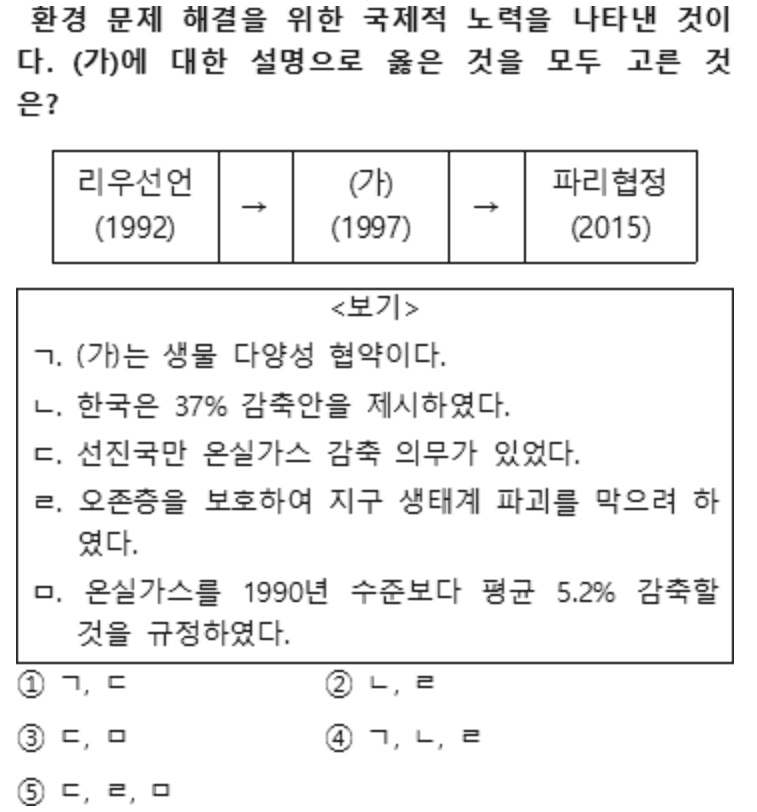 환경 문제 해결을 위한 국제적 노력을 나타낸 것이
다. (가)에 대한 설명으로 옳은 것을 모두 고른 것
은?
리우선언 → (가) → 파리협정
(1992) (1997) (2015)
<보기>
ㄱ. (가)는 생물 다양성 협약이다.
ㄴ. 한국은 37% 감축안을 제시하였다.
ㄷ. 선진국만 온실가스 감축 의무가 있었다.
ㄹ. 오존층을 보호하여 지구 생태계 파괴를 막으려 하
였다.
ㅁ. 온실가스를 1990년 수준보다 평균 5.2% 감축할
것을 규정하였다.
① ㄱ, ㄷ ② ㄴ, ㄹ
③ ㄷ, ㅁ ④ ㄱ, ㄴ, ㄹ
⑤ ㄷ, ㄹ, ㅁ